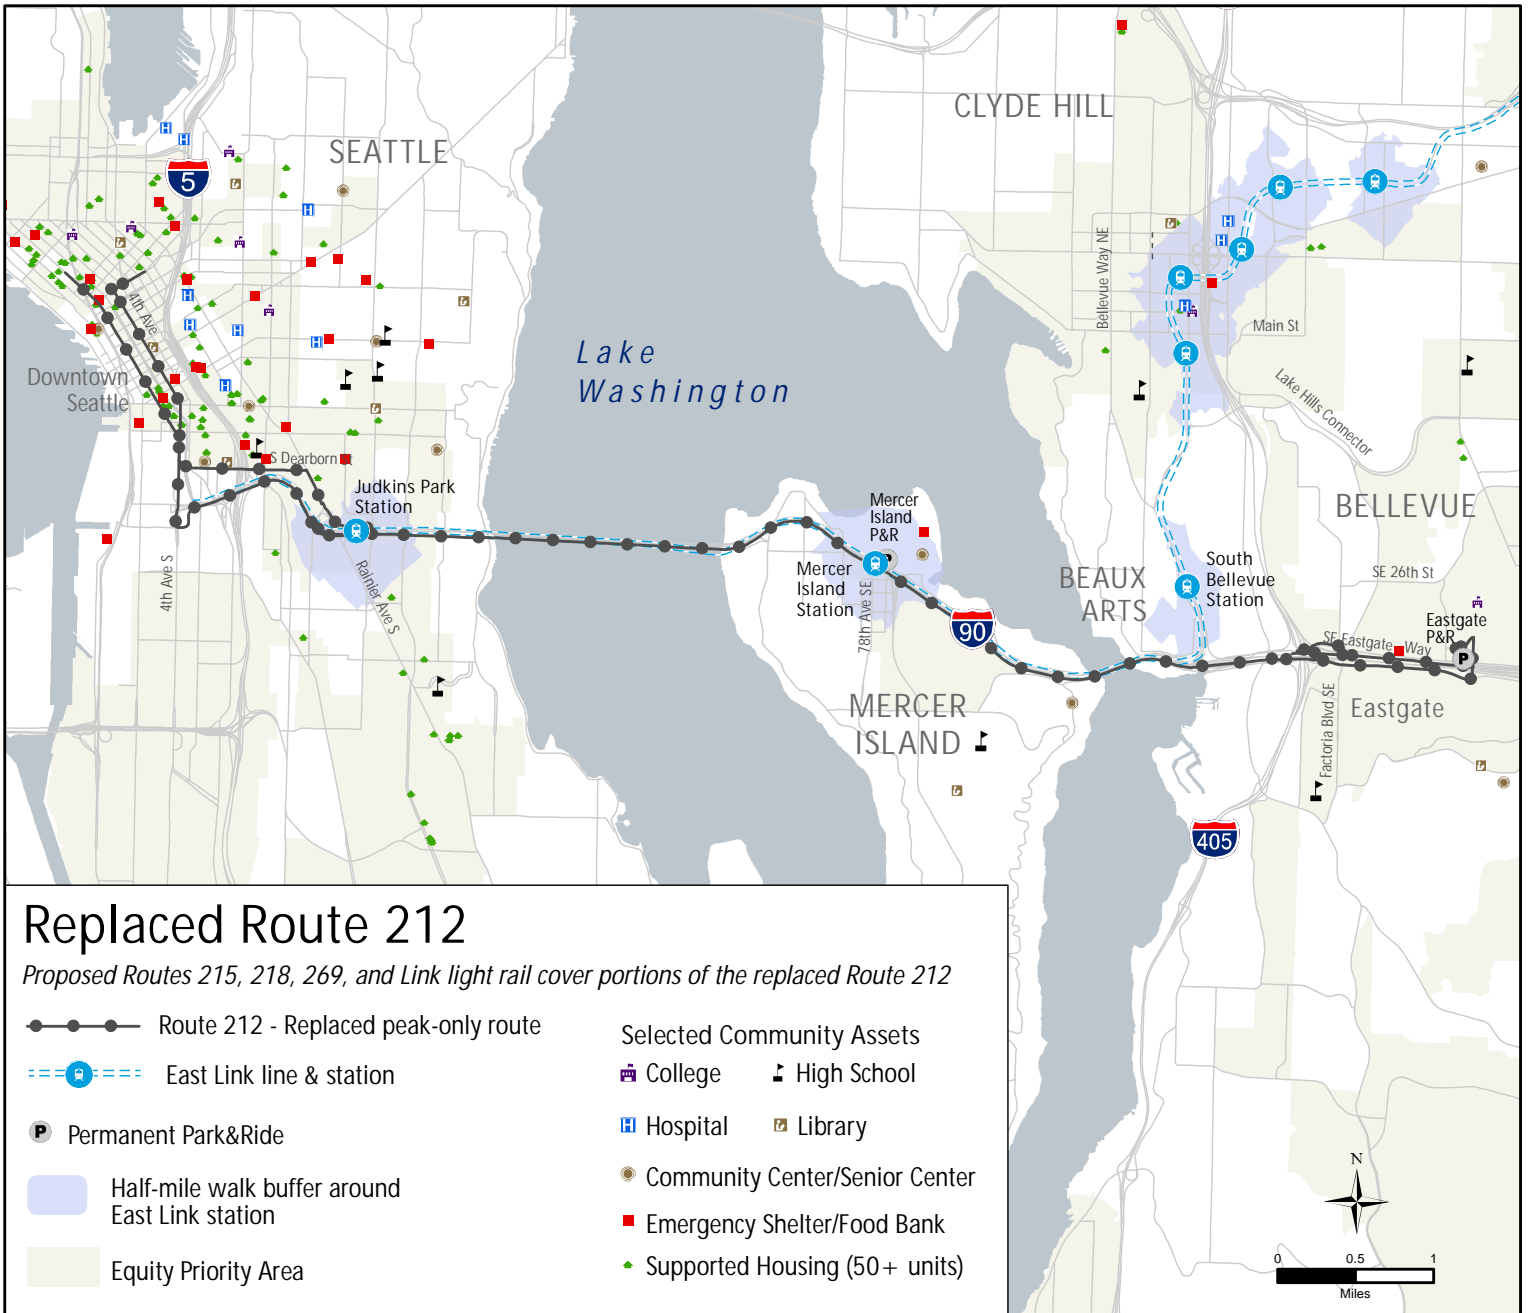 CLYDE HILL
SEATTLE
5
H
H
H
H
H
H
H
H
H
H
H
H
Bellevue Way NE
4th Ave
Main St
Lake
Washington
Downtown
Seattle
Lake Hills Connector
S Dearborn St
Judkins Park
Station
Mercer
Island
P&R
P
BELLEVUE
Mercer
Island
Station
78th Ave SE
South
Bellevue
Station
SE 26th St
BEAUX
ARTS
4th Ave S
Rainier Ave S
90
Eastgate
P&R
P
SE Eastgate Way
MERCER
ISLAND
Eastgate
Factoria Blvd SE
405
Replaced Route 212
Proposed Routes 215, 218, 269, and Link light rail cover portions of the replaced Route 212
Route 212 - Replaced peak-only route
East Link line & station
P Permanent Park&Ride
Half-mile walk buffer around
East Link station
Equity Priority Area
Selected Community Assets
College
High School
H Hospital
Library
Community Center/Senior Center
Emergency Shelter/Food Bank
Supported Housing (50+ units)
N
0 0.5 1
Miles